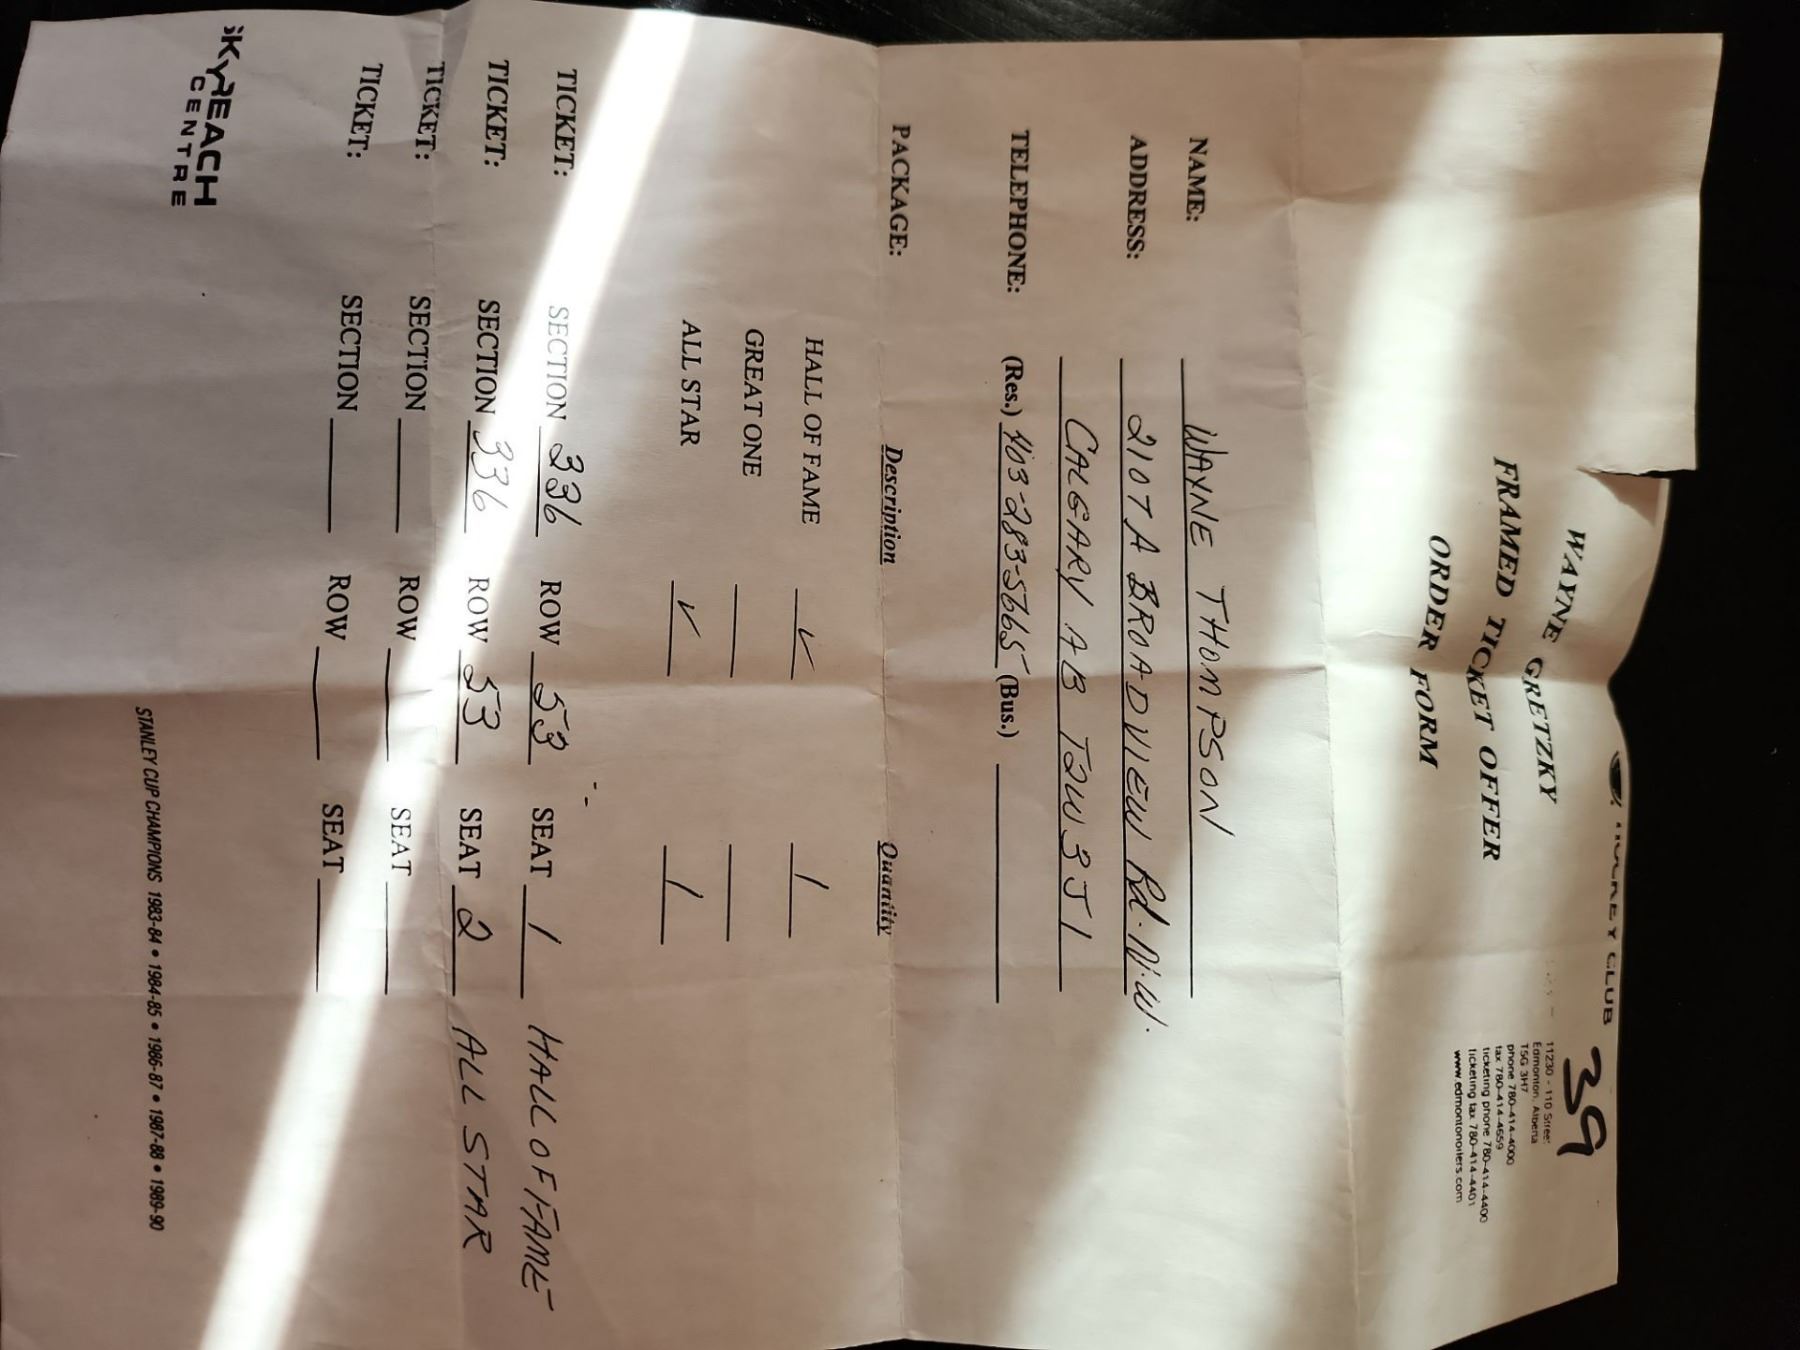 HOCKEY CLUB
39
11230 - 110 Street
Edmonton, Alberta
T5G 3H7
phone 780-414-4000
fax 780-414-4659
ticketing phone 780-414-4400
ticketing fax 780-414-4401
www.edmontonoilers.com
WAYNE GRETZKY
FRAMED TICKET OFFER
ORDER FORM
NAME: WAYNE THOMPSON
ADDRESS: 2107 A BROADVIEW Rd. N.W.
CALGARY AB T2W 3J1
TELEPHONE: (Res.) 403-283-5665 (Bus.)
PACKAGE: Description Quantity
HALL OF FAME ✓ 1
GREAT ONE
ALL STAR ✓ 1
TICKET: SECTION 336 ROW 53 SEAT 1 HALL OF FAME
TICKET: SECTION 336 ROW 53 SEAT 2 ALL STAR
TICKET: SECTION ROW SEAT
TICKET: SECTION ROW SEAT
SKYREACH
CENTRE
STANLEY CUP CHAMPIONS 1983-84 • 1984-85 • 1986-87 • 1987-88 • 1989-90